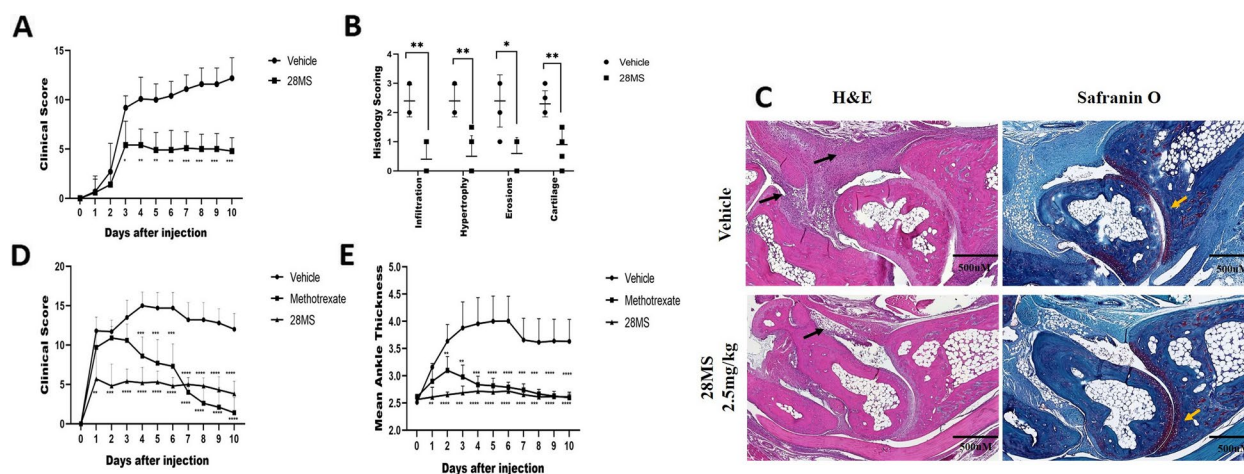 A
Clinical Score
15
10
5
0
0 1 2 3 4 5 6 7 8 9 10
Days after injection
Vehicle
28MS
* ** ** ** *** *** *** ***
B
Histology Scoring
4
3
2
1
0
** ** * **
Infiltration
Hypertrophy
Erosions
Cartilage
Vehicle
28MS
C
H&E Safranin O
Vehicle
500nM 500nM
28MS
2.5mg/kg
500nM 500nM
D
Clinical Score
20
15
10
5
0
0 1 2 3 4 5 6 7 8 9 10
Days after injection
Vehicle
Methotrexate
28MS
*** *** ***
**** **** **** ****
** *** **** **** **** ****
**** **** **** ****
E
Mean Ankle Thickness
5.0
4.5
4.0
3.5
3.0
2.5
2.0
0 1 2 3 4 5 6 7 8 9 10
Days after injection
Vehicle
Methotrexate
28MS
** ** *** **** **** **** **** **** ****
** **** *** **** **** **** **** **** **** ****